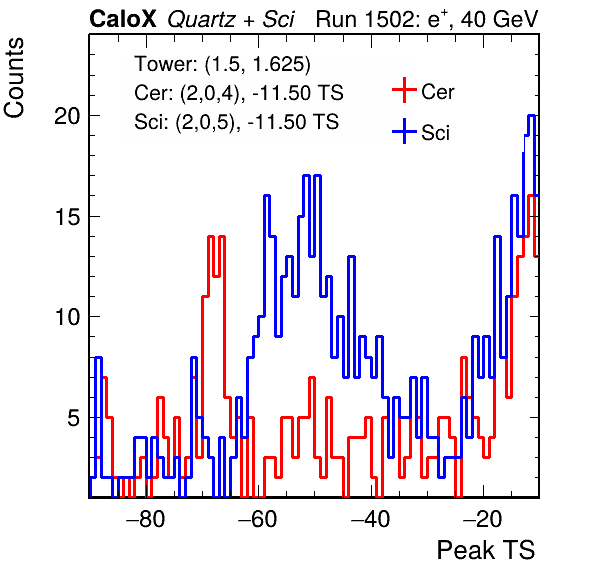 CaloX Quartz + Sci Run 1502: e⁺, 40 GeV
Counts
Tower: (1.5, 1.625)
Cer: (2,0,4), -11.50 TS
Sci: (2,0,5), -11.50 TS
Cer
Sci
20
15
10
5
−80 −60 −40 −20
Peak TS